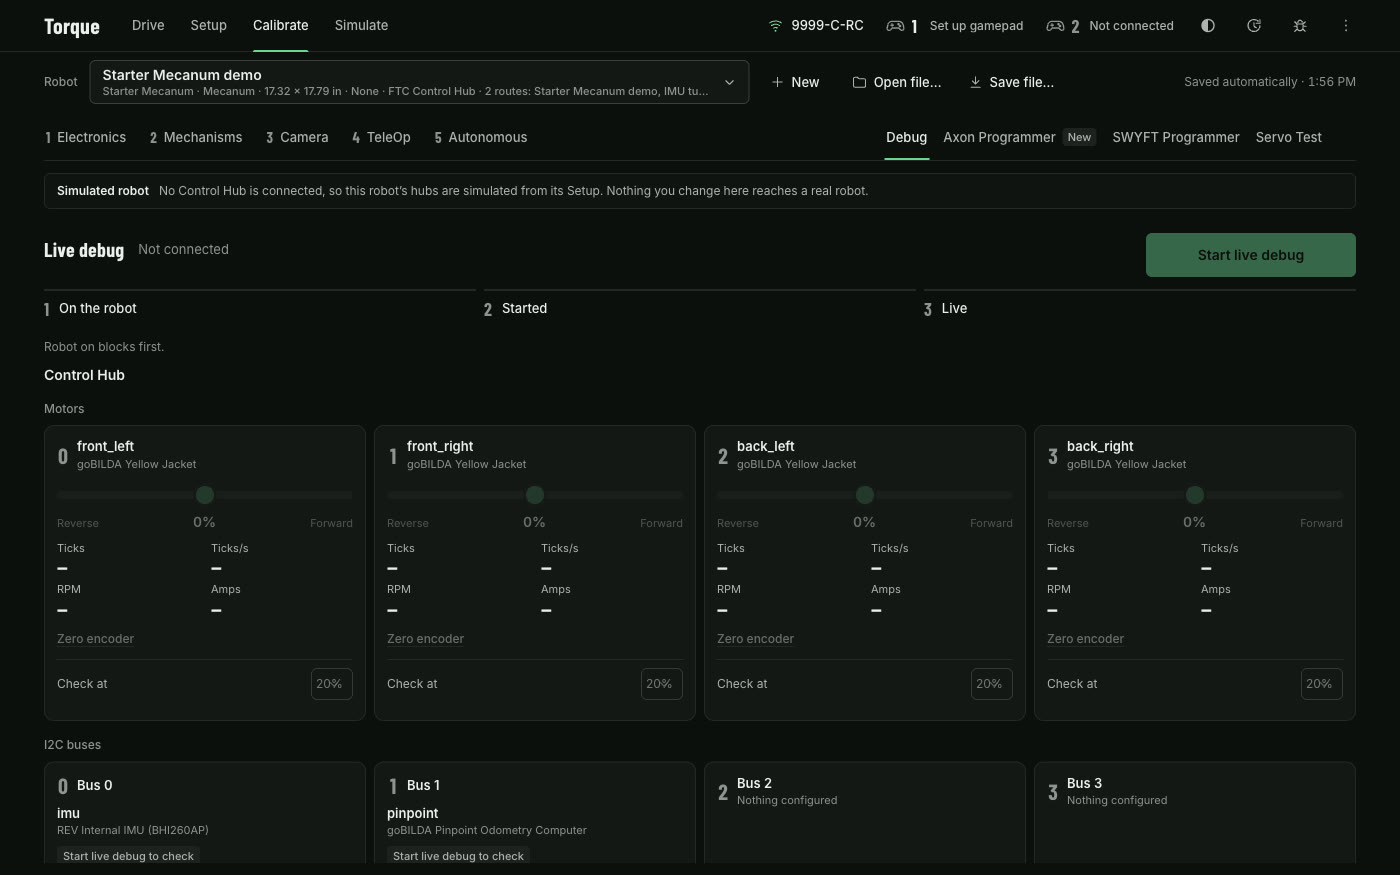 Torque Drive Setup Calibrate Simulate 9999-C-RC 1 Set up gamepad 2 Not connected
Robot Starter Mecanum demo
Starter Mecanum · Mecanum · 17.32 × 17.79 in · None · FTC Control Hub · 2 routes: Starter Mecanum demo, IMU tu…
New Open file… Save file… Saved automatically · 1:56 PM
1 Electronics 2 Mechanisms 3 Camera 4 TeleOp 5 Autonomous Debug Axon Programmer New SWYFT Programmer Servo Test
Simulated robot No Control Hub is connected, so this robot’s hubs are simulated from its Setup. Nothing you change here reaches a real robot.
Live debug Not connected Start live debug
1 On the robot 2 Started 3 Live
Robot on blocks first.
Control Hub
Motors
0 front_left
goBILDA Yellow Jacket
Reverse 0% Forward
Ticks Ticks/s
– –
RPM Amps
– –
Zero encoder
Check at 20%
1 front_right
goBILDA Yellow Jacket
Reverse 0% Forward
Ticks Ticks/s
– –
RPM Amps
– –
Zero encoder
Check at 20%
2 back_left
goBILDA Yellow Jacket
Reverse 0% Forward
Ticks Ticks/s
– –
RPM Amps
– –
Zero encoder
Check at 20%
3 back_right
goBILDA Yellow Jacket
Reverse 0% Forward
Ticks Ticks/s
– –
RPM Amps
– –
Zero encoder
Check at 20%
I2C buses
0 Bus 0
imu
REV Internal IMU (BHI260AP)
Start live debug to check
1 Bus 1
pinpoint
goBILDA Pinpoint Odometry Computer
Start live debug to check
2 Bus 2
Nothing configured
3 Bus 3
Nothing configured